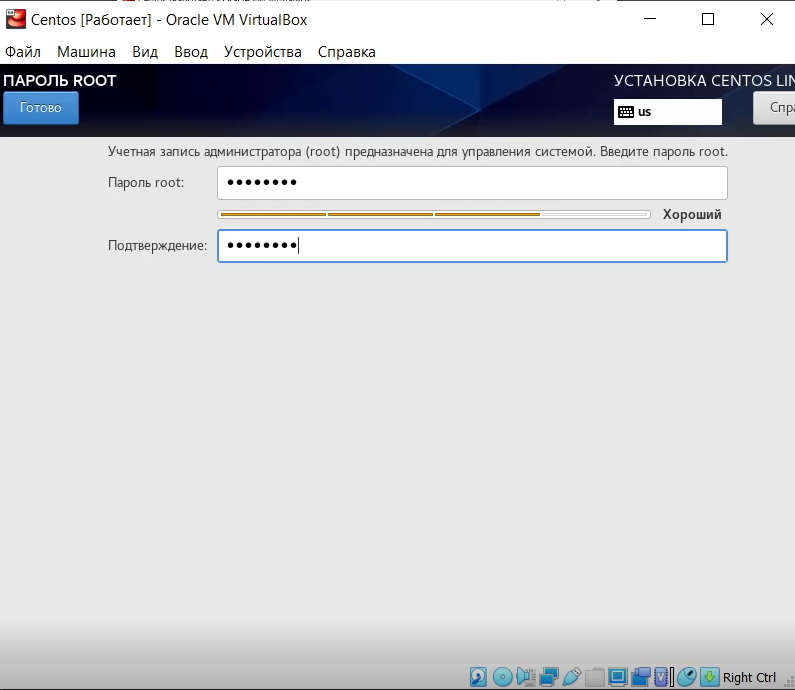 Centos [Работает] - Oracle VM VirtualBox
Файл Машина Вид Ввод Устройства Справка
ПАРОЛЬ ROOT
УСТАНОВКА CENTOS LIN
Готово
us
Спра
Учетная запись администратора (root) предназначена для управления системой. Введите пароль root.
Пароль root: ••••••••
Хороший
Подтверждение: ••••••••
Right Ctrl